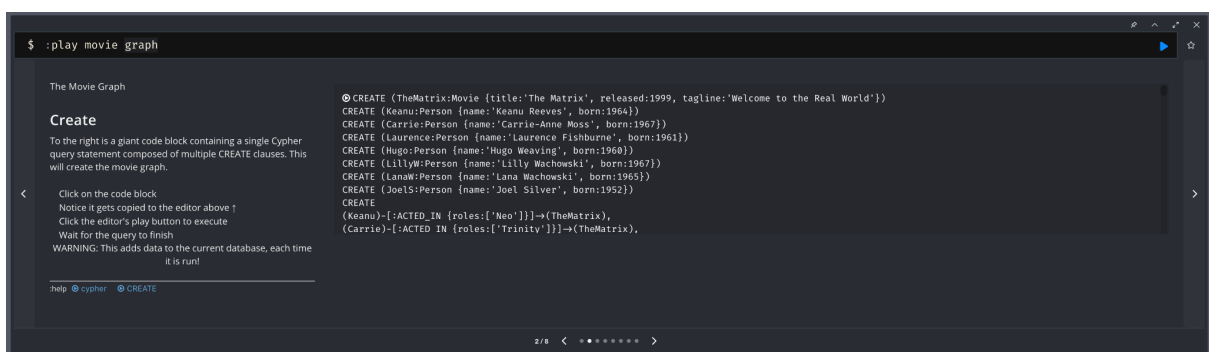 $ :play movie graph
The Movie Graph
Create
To the right is a giant code block containing a single Cypher
query statement composed of multiple CREATE clauses. This
will create the movie graph.
Click on the code block
Notice it gets copied to the editor above ↑
Click the editor's play button to execute
Wait for the query to finish
WARNING: This adds data to the current database, each time
it is run!
:help cypher CREATE
CREATE (TheMatrix:Movie {title:'The Matrix', released:1999, tagline:'Welcome to the Real World'})
CREATE (Keanu:Person {name:'Keanu Reeves', born:1964})
CREATE (Carrie:Person {name:'Carrie-Anne Moss', born:1967})
CREATE (Laurence:Person {name:'Laurence Fishburne', born:1961})
CREATE (Hugo:Person {name:'Hugo Weaving', born:1960})
CREATE (LillyW:Person {name:'Lilly Wachowski', born:1967})
CREATE (LanaW:Person {name:'Lana Wachowski', born:1965})
CREATE (JoelS:Person {name:'Joel Silver', born:1952})
CREATE
(Keanu)-[:ACTED_IN {roles:['Neo']}]→(TheMatrix),
(Carrie)-[:ACTED_IN {roles:['Trinity']}]→(TheMatrix),
2/8